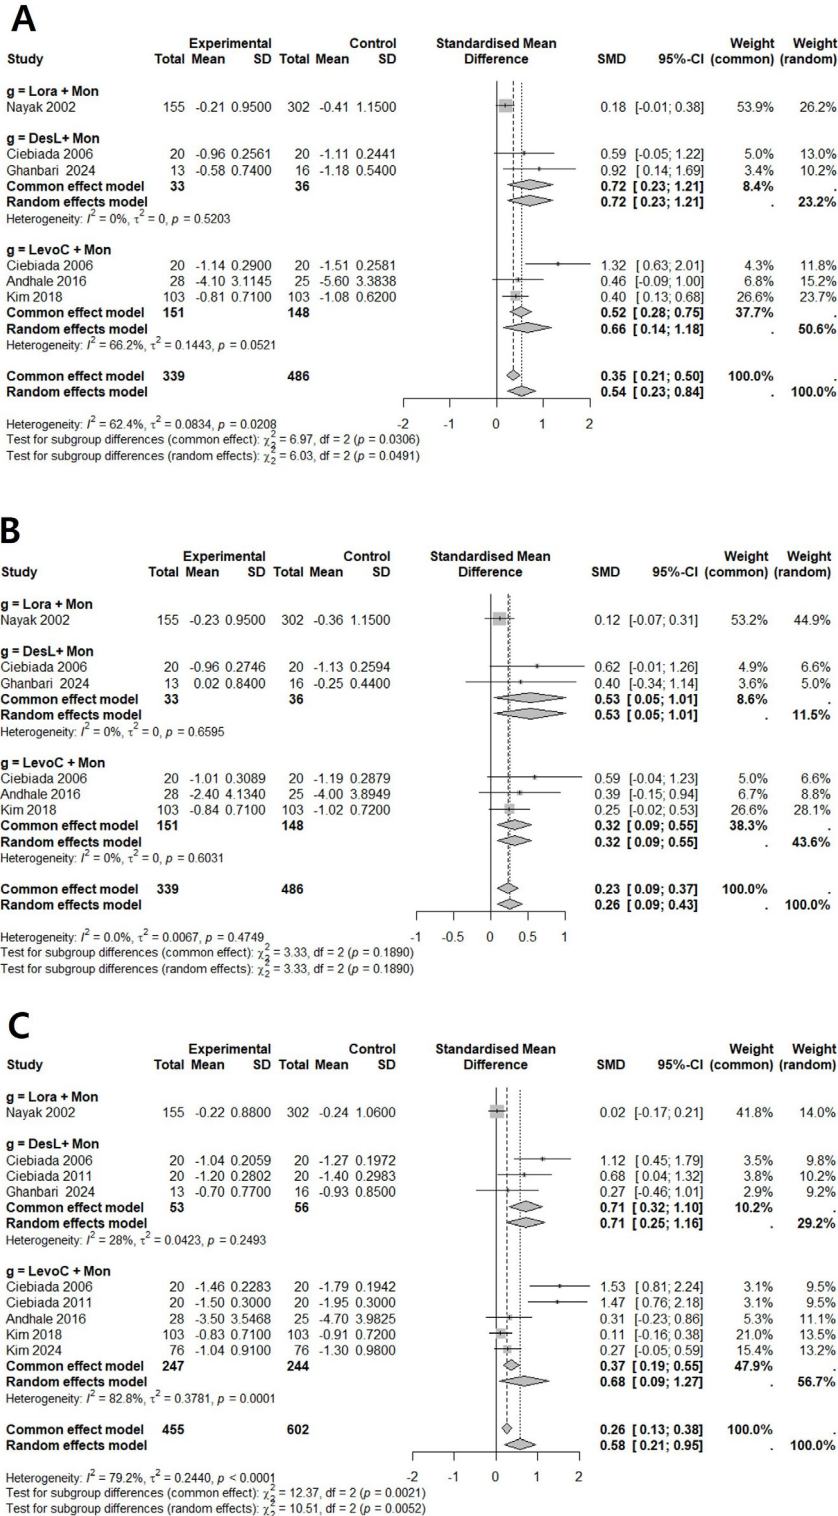 A
Experimental Control Standardised Mean Weight Weight
Study Total Mean SD Total Mean SD Difference SMD 95%-CI (common) (random)
g = Lora + Mon
Nayak 2002 155 -0.21 0.9500 302 -0.41 1.1500 0.18 [-0.01; 0.38] 53.9% 26.2%
g = DesL+ Mon
Ciebiada 2006 20 -0.96 0.2561 20 -1.11 0.2441 0.59 [-0.05; 1.22] 5.0% 13.0%
Ghanbari 2024 13 -0.58 0.7400 16 -1.18 0.5400 0.92 [0.14; 1.69] 3.4% 10.2%
Common effect model 33 36 0.72 [0.23; 1.21] 8.4% .
Random effects model 0.72 [0.23; 1.21] . 23.2%
Heterogeneity: I² = 0%, τ² = 0, p = 0.5203
g = LevoC + Mon
Ciebiada 2006 20 -1.14 0.2900 20 -1.51 0.2581 1.32 [0.63; 2.01] 4.3% 11.8%
Andhale 2016 28 -4.10 3.1145 25 -5.60 3.3838 0.46 [-0.09; 1.00] 6.8% 15.2%
Kim 2018 103 -0.81 0.7100 103 -1.08 0.6200 0.40 [0.13; 0.68] 26.6% 23.7%
Common effect model 151 148 0.52 [0.28; 0.75] 37.7% .
Random effects model 0.66 [0.14; 1.18] . 50.6%
Heterogeneity: I² = 66.2%, τ² = 0.1443, p = 0.0521
Common effect model 339 486 0.35 [0.21; 0.50] 100.0% .
Random effects model 0.54 [0.23; 0.84] . 100.0%
-2 -1 0 1 2
Heterogeneity: I² = 62.4%, τ² = 0.0834, p = 0.0208
Test for subgroup differences (common effect): χ²₂ = 6.97, df = 2 (p = 0.0306)
Test for subgroup differences (random effects): χ²₂ = 6.03, df = 2 (p = 0.0491)
B
Experimental Control Standardised Mean Weight Weight
Study Total Mean SD Total Mean SD Difference SMD 95%-CI (common) (random)
g = Lora + Mon
Nayak 2002 155 -0.23 0.9500 302 -0.36 1.1500 0.12 [-0.07; 0.31] 53.2% 44.9%
g = DesL+ Mon
Ciebiada 2006 20 -0.96 0.2746 20 -1.13 0.2594 0.62 [-0.01; 1.26] 4.9% 6.6%
Ghanbari 2024 13 0.02 0.8400 16 -0.25 0.4400 0.40 [-0.34; 1.14] 3.6% 5.0%
Common effect model 33 36 0.53 [0.05; 1.01] 8.6% .
Random effects model 0.53 [0.05; 1.01] . 11.5%
Heterogeneity: I² = 0%, τ² = 0, p = 0.6595
g = LevoC + Mon
Ciebiada 2006 20 -1.01 0.3089 20 -1.19 0.2879 0.59 [-0.04; 1.23] 5.0% 6.6%
Andhale 2016 28 -2.40 4.1340 25 -4.00 3.8949 0.39 [-0.15; 0.94] 6.7% 8.8%
Kim 2018 103 -0.84 0.7100 103 -1.02 0.7200 0.25 [-0.02; 0.53] 26.6% 28.1%
Common effect model 151 148 0.32 [0.09; 0.55] 38.3% .
Random effects model 0.32 [0.09; 0.55] . 43.6%
Heterogeneity: I² = 0%, τ² = 0, p = 0.6031
Common effect model 339 486 0.23 [0.09; 0.37] 100.0% .
Random effects model 0.26 [0.09; 0.43] . 100.0%
-1 -0.5 0 0.5 1
Heterogeneity: I² = 0.0%, τ² = 0.0067, p = 0.4749
Test for subgroup differences (common effect): χ²₂ = 3.33, df = 2 (p = 0.1890)
Test for subgroup differences (random effects): χ²₂ = 3.33, df = 2 (p = 0.1890)
C
Experimental Control Standardised Mean Weight Weight
Study Total Mean SD Total Mean SD Difference SMD 95%-CI (common) (random)
g = Lora + Mon
Nayak 2002 155 -0.22 0.8800 302 -0.24 1.0600 0.02 [-0.17; 0.21] 41.8% 14.0%
g = DesL+ Mon
Ciebiada 2006 20 -1.04 0.2059 20 -1.27 0.1972 1.12 [0.45; 1.79] 3.5% 9.8%
Ciebiada 2011 20 -1.20 0.2802 20 -1.40 0.2983 0.68 [0.04; 1.32] 3.8% 10.2%
Ghanbari 2024 13 -0.70 0.7700 16 -0.93 0.8500 0.27 [-0.46; 1.01] 2.9% 9.2%
Common effect model 53 56 0.71 [0.32; 1.10] 10.2% .
Random effects model 0.71 [0.25; 1.16] . 29.2%
Heterogeneity: I² = 28%, τ² = 0.0423, p = 0.2493
g = LevoC + Mon
Ciebiada 2006 20 -1.46 0.2283 20 -1.79 0.1942 1.53 [0.81; 2.24] 3.1% 9.5%
Ciebiada 2011 20 -1.50 0.3000 20 -1.95 0.3000 1.47 [0.76; 2.18] 3.1% 9.5%
Andhale 2016 28 -3.50 3.5468 25 -4.70 3.9825 0.31 [-0.23; 0.86] 5.3% 11.1%
Kim 2018 103 -0.83 0.7100 103 -0.91 0.7200 0.11 [-0.16; 0.38] 21.0% 13.5%
Kim 2024 76 -1.04 0.9100 76 -1.30 0.9800 0.27 [-0.05; 0.59] 15.4% 13.2%
Common effect model 247 244 0.37 [0.19; 0.55] 47.9% .
Random effects model 0.68 [0.09; 1.27] . 56.7%
Heterogeneity: I² = 82.8%, τ² = 0.3781, p = 0.0001
Common effect model 455 602 0.26 [0.13; 0.38] 100.0% .
Random effects model 0.58 [0.21; 0.95] . 100.0%
-2 -1 0 1 2
Heterogeneity: I² = 79.2%, τ² = 0.2440, p < 0.0001
Test for subgroup differences (common effect): χ²₂ = 12.37, df = 2 (p = 0.0021)
Test for subgroup differences (random effects): χ²₂ = 10.51, df = 2 (p = 0.0052)